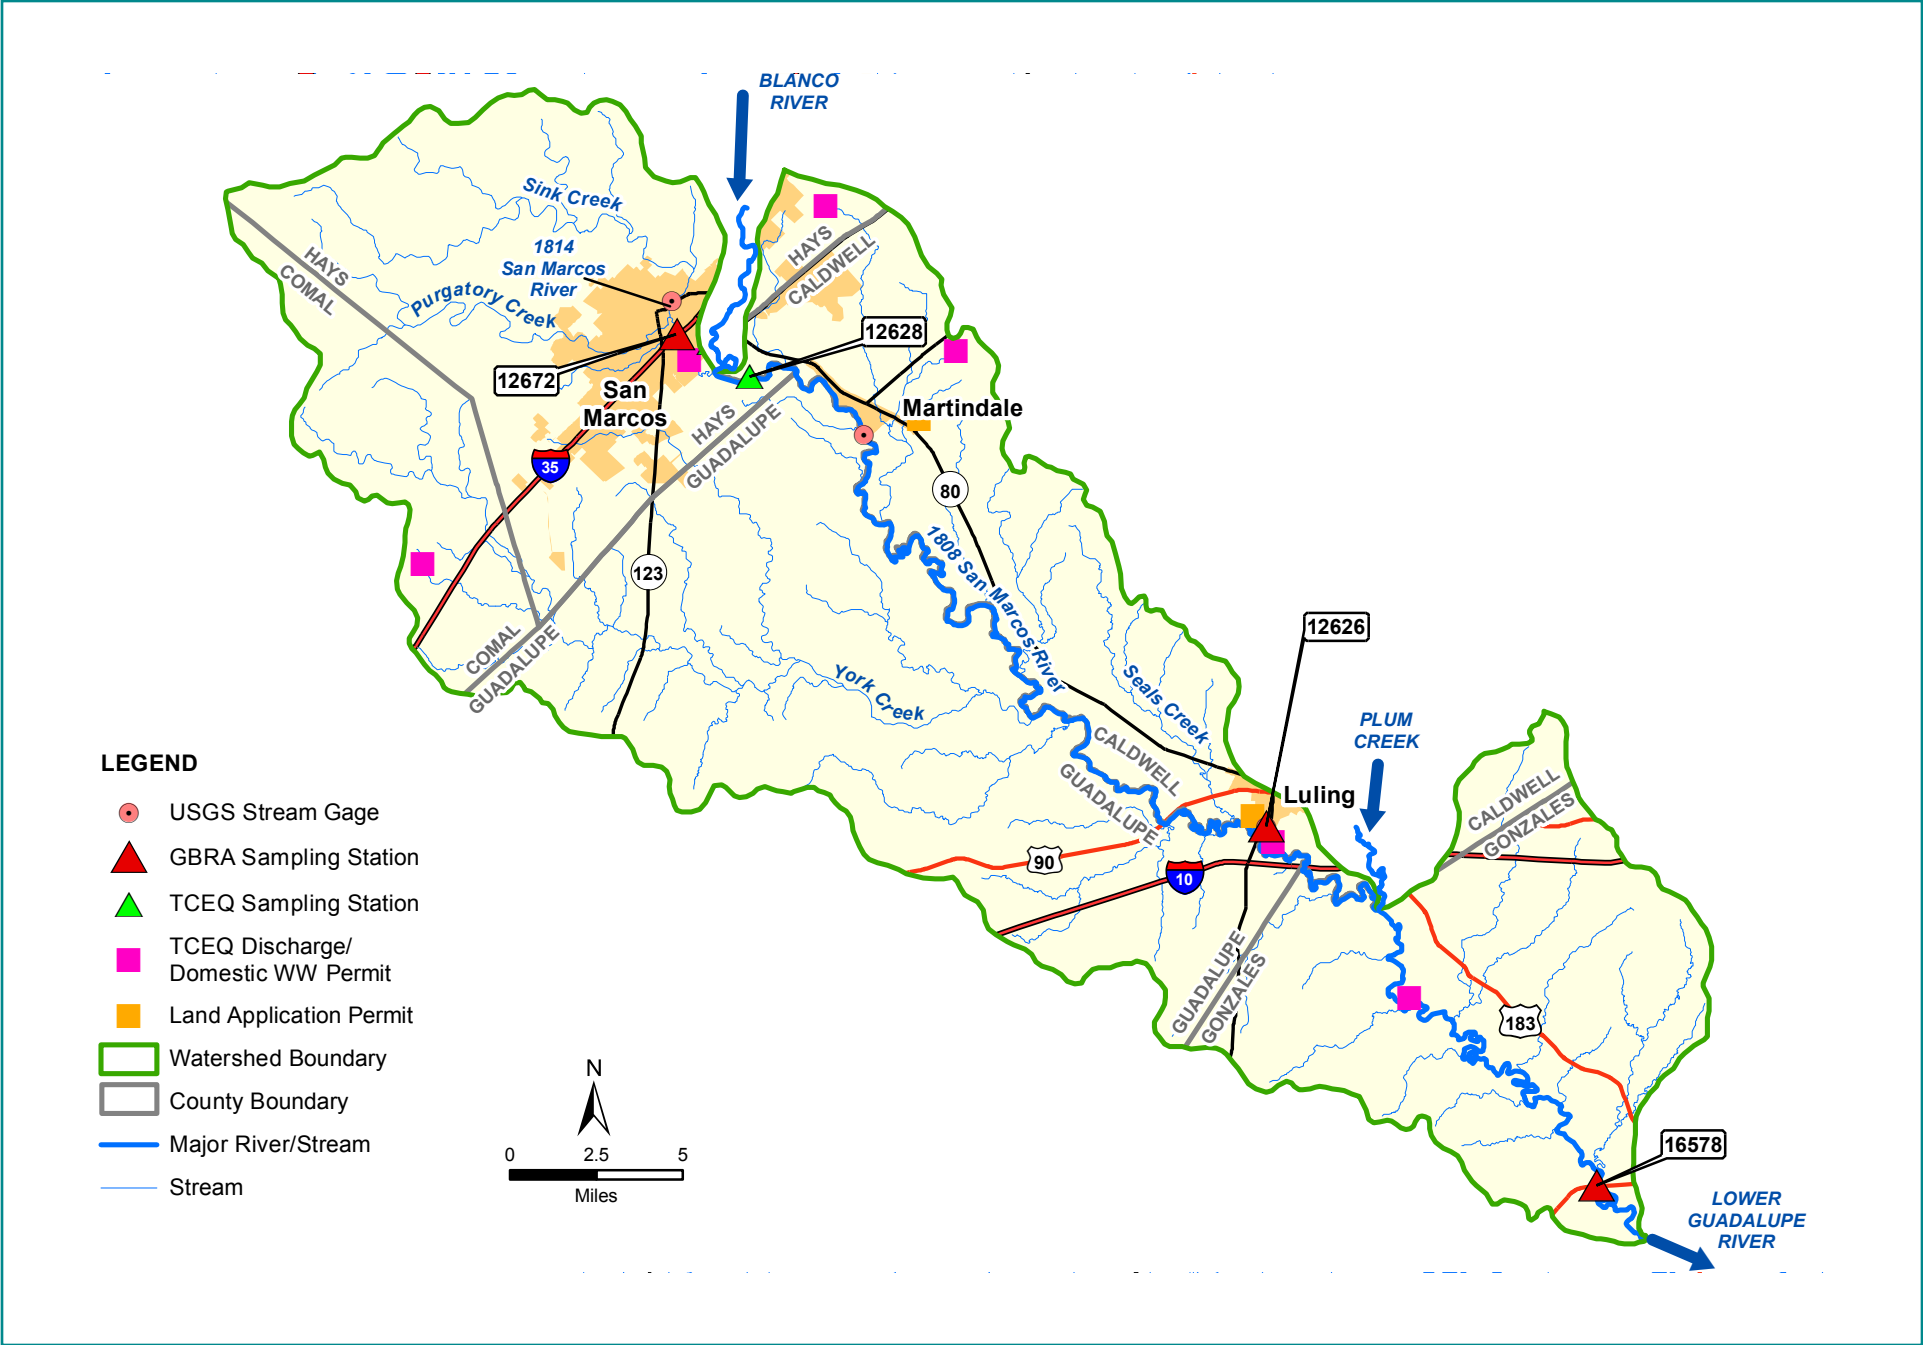 BLANCO
RIVER
Sink Creek
1814
San Marcos
River
Purgatory Creek
HAYS
COMAL
HAYS
CALDWELL
12628
12672
San
Marcos
Martindale
HAYS
GUADALUPE
35
80
123
1808 San Marcos River
12626
COMAL
GUADALUPE
York Creek
Seals Creek
PLUM
CREEK
CALDWELL
GUADALUPE
Luling
CALDWELL
GONZALES
90
10
GUADALUPE
GONZALES
183
16578
LOWER
GUADALUPE
RIVER
LEGEND
USGS Stream Gage
GBRA Sampling Station
TCEQ Sampling Station
TCEQ Discharge/
Domestic WW Permit
Land Application Permit
Watershed Boundary
County Boundary
Major River/Stream
Stream
N
0 2.5 5
Miles